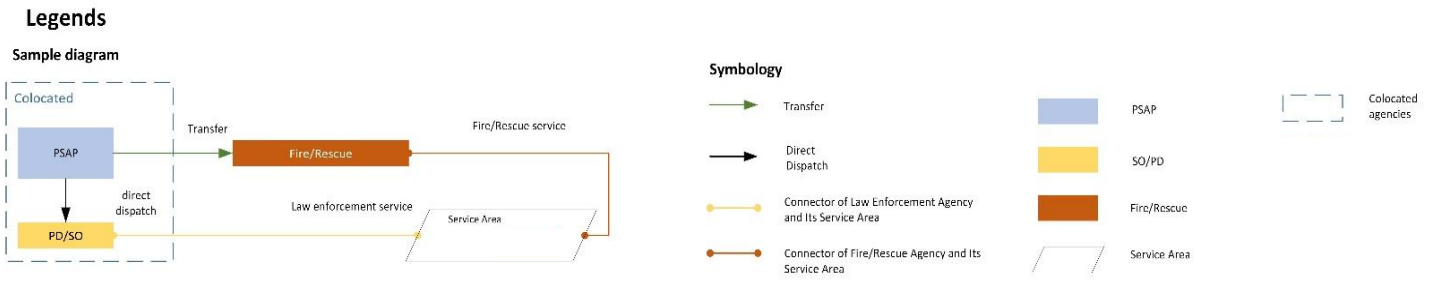 Legends
Sample diagram
Colocated
PSAP
Transfer
Fire/Rescue
Fire/Rescue service
direct
dispatch
Law enforcement service
Service Area
PD/SO
Symbology
Transfer
Direct
Dispatch
Connector of Law Enforcement Agency
and Its Service Area
Connector of Fire/Rescue Agency and Its
Service Area
PSAP
SO/PD
Fire/Rescue
Service Area
Colocated
agencies